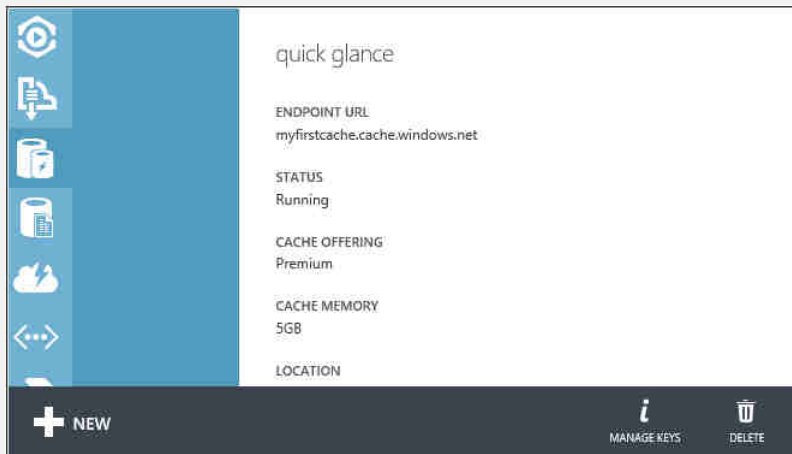 quick glance
ENDPOINT URL
myfirstcache.cache.windows.net
STATUS
Running
CACHE OFFERING
Premium
CACHE MEMORY
5GB
LOCATION
NEW
MANAGE KEYS
DELETE